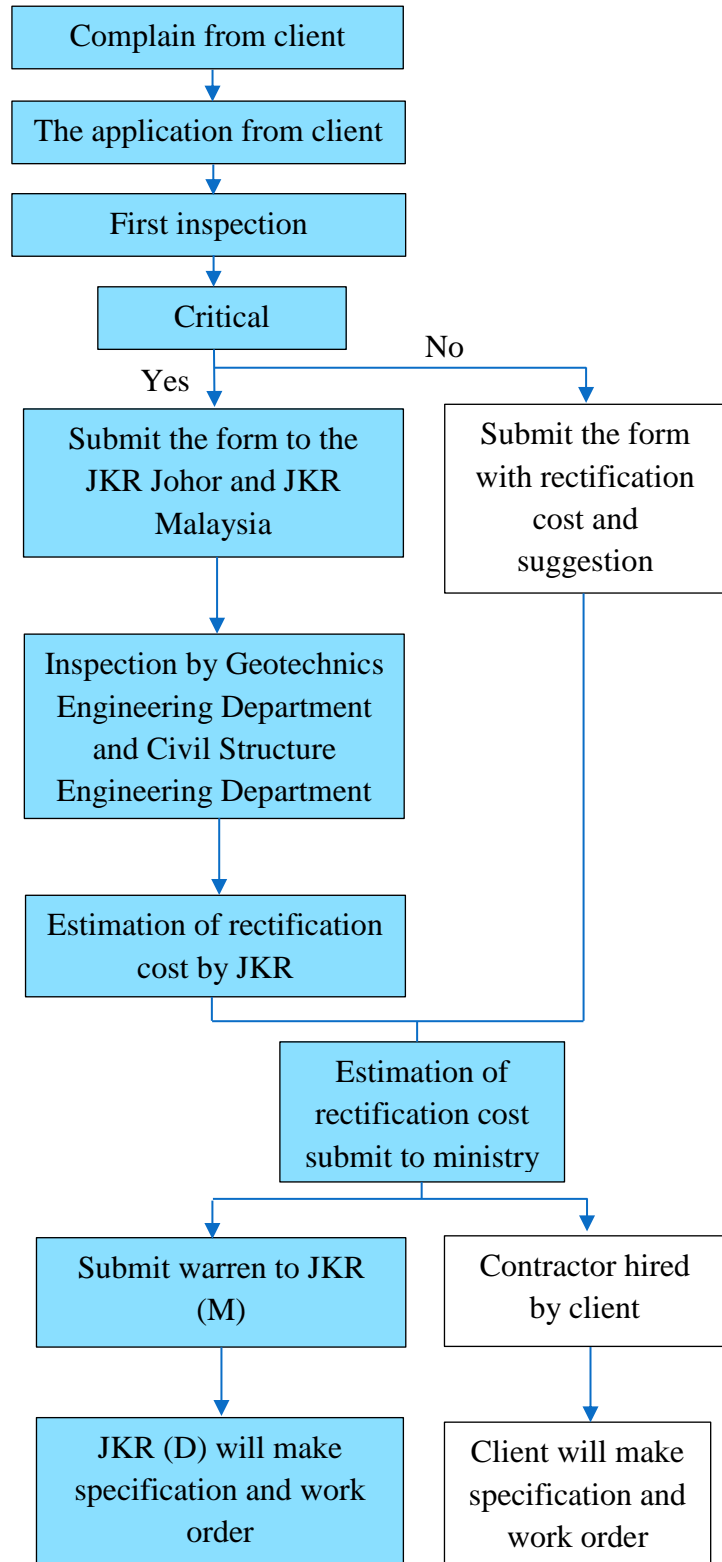 Complain from client
The application from client
First inspection
Critical
No
Yes
Submit the form to the
JKR Johor and JKR
Malaysia
Submit the form
with rectification
cost and
suggestion
Inspection by Geotechnics
Engineering Department
and Civil Structure
Engineering Department
Estimation of rectification
cost by JKR
Estimation of
rectification cost
submit to ministry
Submit warren to JKR
(M)
Contractor hired
by client
JKR (D) will make
specification and work
order
Client will make
specification and
work order